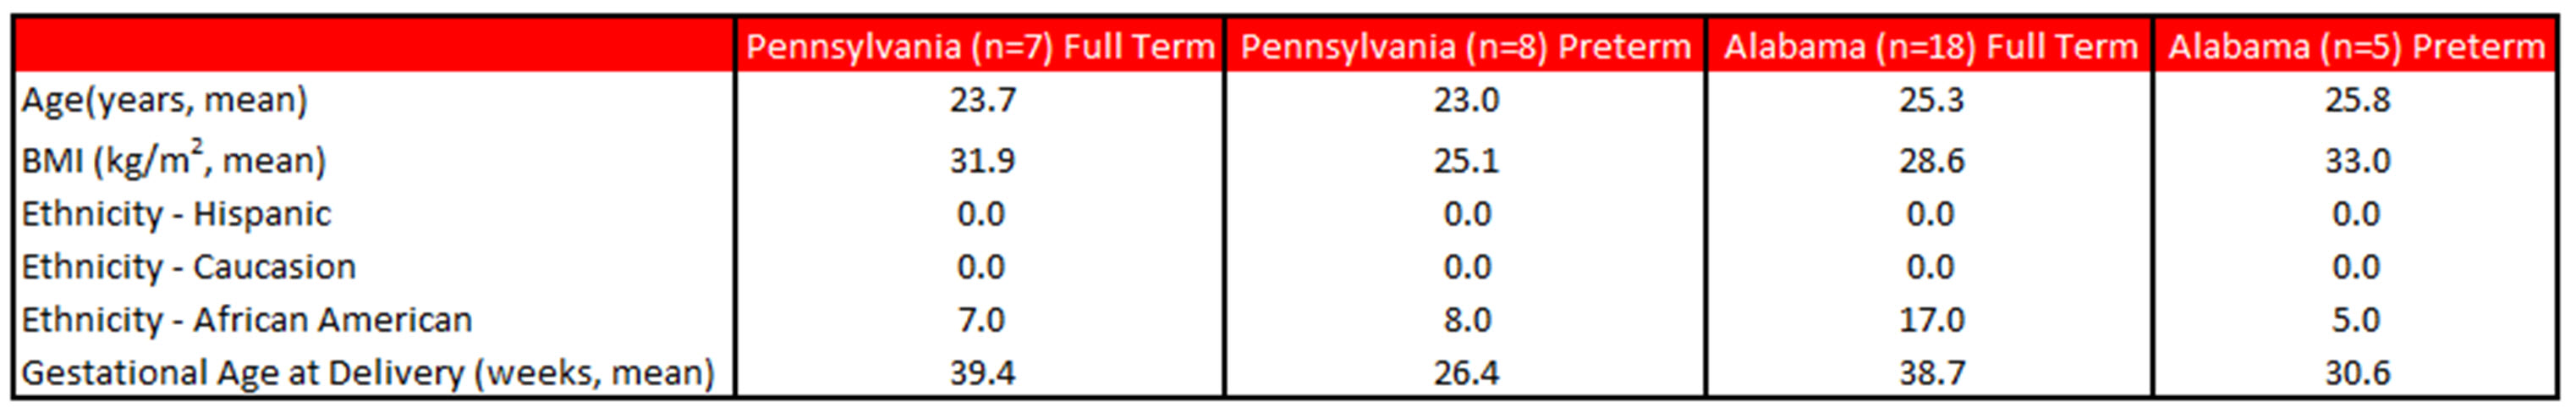 Pennsylvania (n=7) Full Term Pennsylvania (n=8) Preterm Alabama (n=18) Full Term Alabama (n=5) Preterm
Age(years, mean) 23.7 23.0 25.3 25.8
BMI (kg/m², mean) 31.9 25.1 28.6 33.0
Ethnicity - Hispanic 0.0 0.0 0.0 0.0
Ethnicity - Caucasion 0.0 0.0 0.0 0.0
Ethnicity - African American 7.0 8.0 17.0 5.0
Gestational Age at Delivery (weeks, mean) 39.4 26.4 38.7 30.6